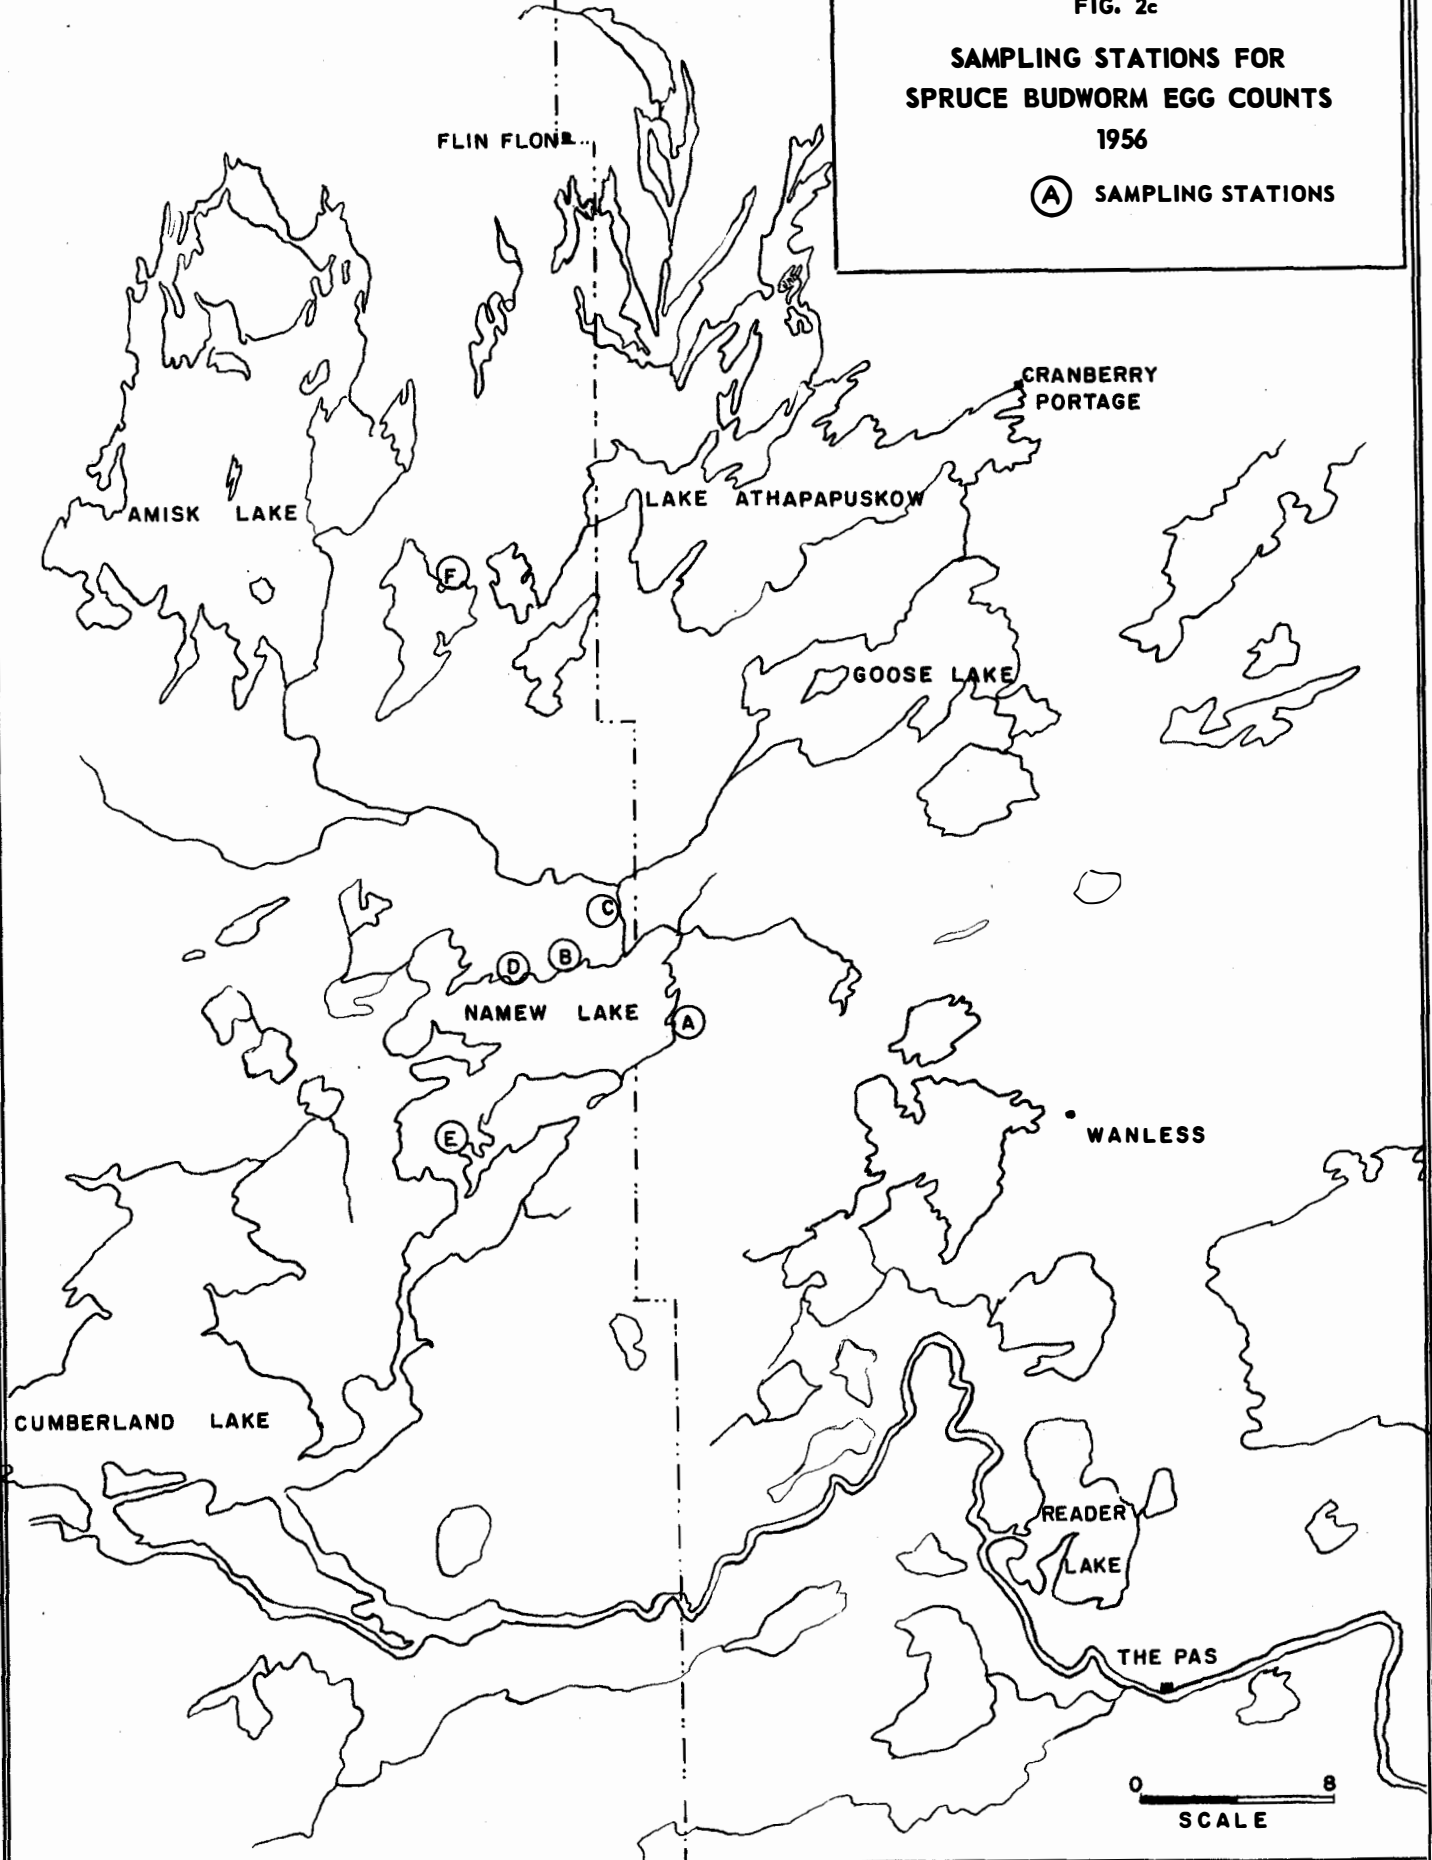 FIG. 2c
SAMPLING STATIONS FOR
SPRUCE BUDWORM EGG COUNTS
1956
A SAMPLING STATIONS
FLIN FLON
CRANBERRY
PORTAGE
AMISK LAKE
LAKE ATHAPAPUSKOW
F
GOOSE LAKE
C
D
B
NAMEW LAKE
A
E
WANLESS
CUMBERLAND LAKE
READER
LAKE
THE PAS
0 8
SCALE